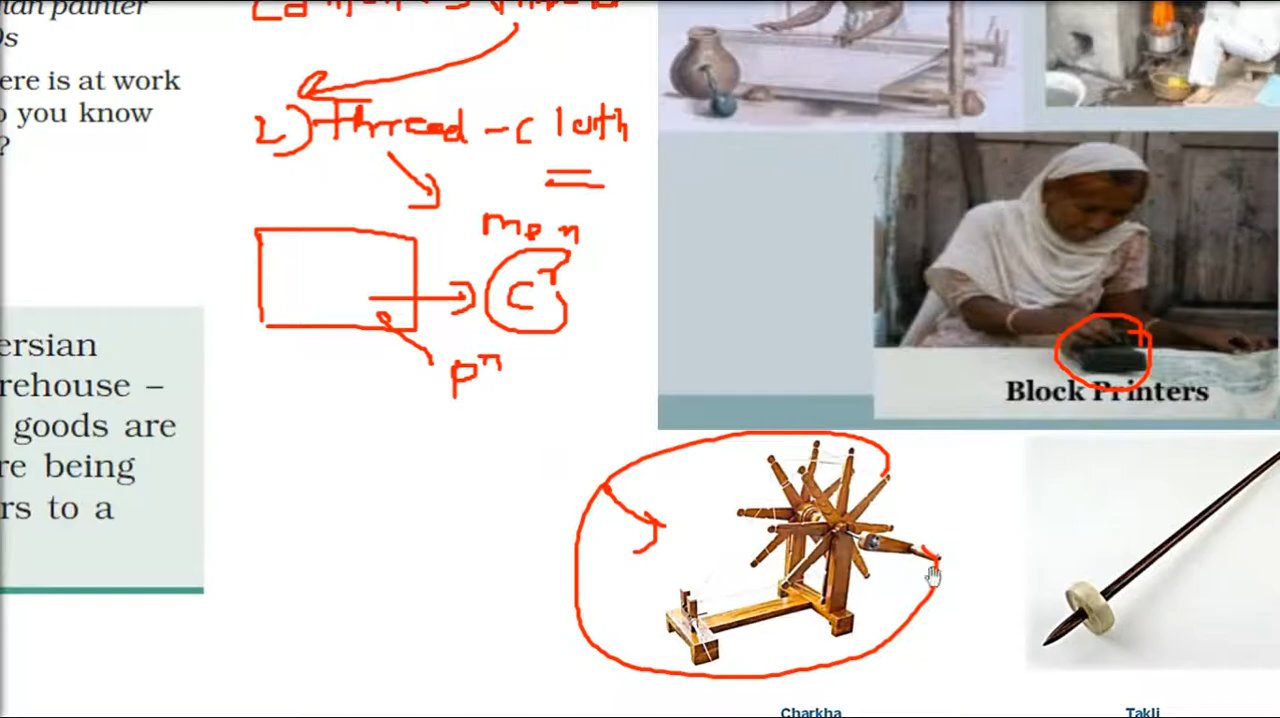 ian painter
0s
ere is at work
o you know
?
2) Thread - Cloth
men
C
pn
ersian
rehouse –
goods are
re being
rs to a
Block Printers
Charkha
Takli